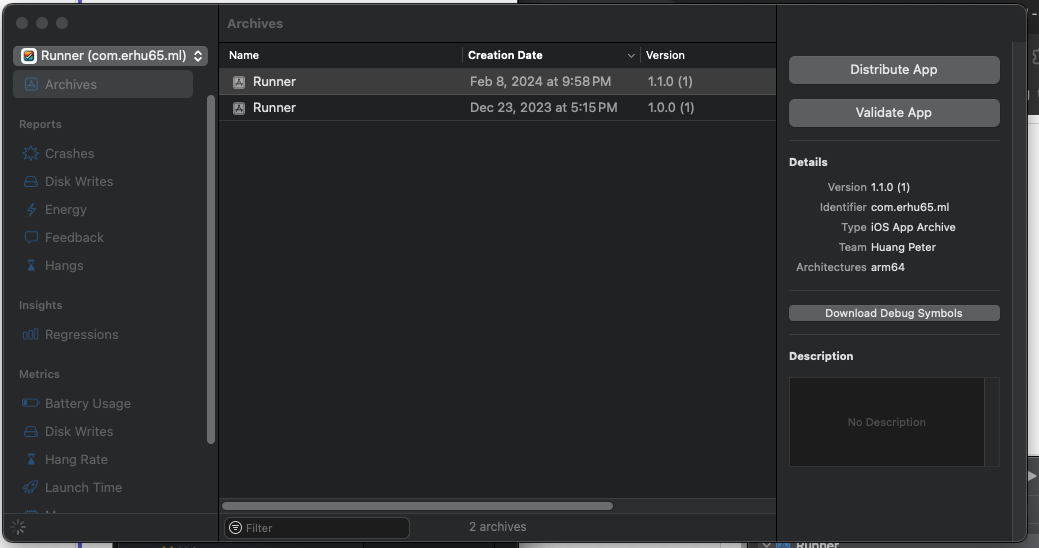 Archives
Runner (com.erhu65.ml)
Archives
Reports
Crashes
Disk Writes
Energy
Feedback
Hangs
Insights
Regressions
Metrics
Battery Usage
Disk Writes
Hang Rate
Launch Time
Name Creation Date Version
Runner Feb 8, 2024 at 9:58 PM 1.1.0 (1)
Runner Dec 23, 2023 at 5:15 PM 1.0.0 (1)
Filter
2 archives
Distribute App
Validate App
Details
Version 1.1.0 (1)
Identifier com.erhu65.ml
Type iOS App Archive
Team Huang Peter
Architectures arm64
Download Debug Symbols
Description
No Description
Runner